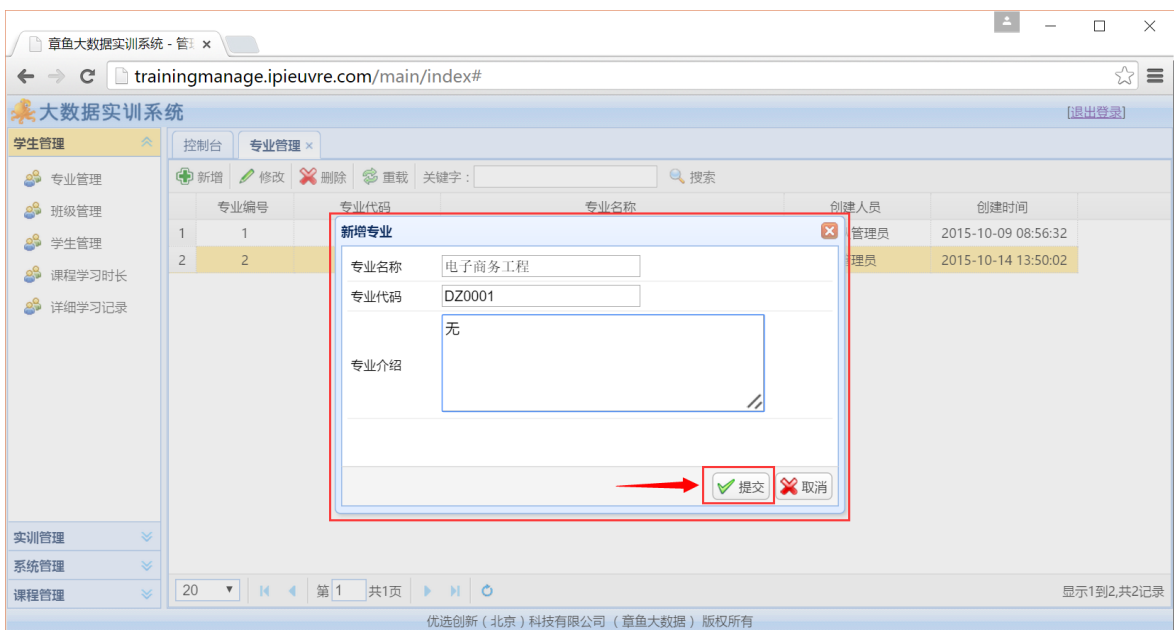 章鱼大数据实训系统 - 管
trainingmanage.ipieuvre.com/main/index#
大数据实训系统
[退出登录]
学生管理
控制台 专业管理
专业管理
班级管理
学生管理
课程学习时长
详细学习记录
新增 修改 删除 重载 关键字: 搜索
专业编号 专业代码 专业名称 创建人员 创建时间
1 1 管理员 2015-10-09 08:56:32
2 2 理员 2015-10-14 13:50:02
新增专业
专业名称 电子商务工程
专业代码 DZ0001
专业介绍 无
提交 取消
实训管理
系统管理
课程管理
20 第 1 共1页 显示1到2,共2记录
优选创新(北京)科技有限公司 (章鱼大数据) 版权所有